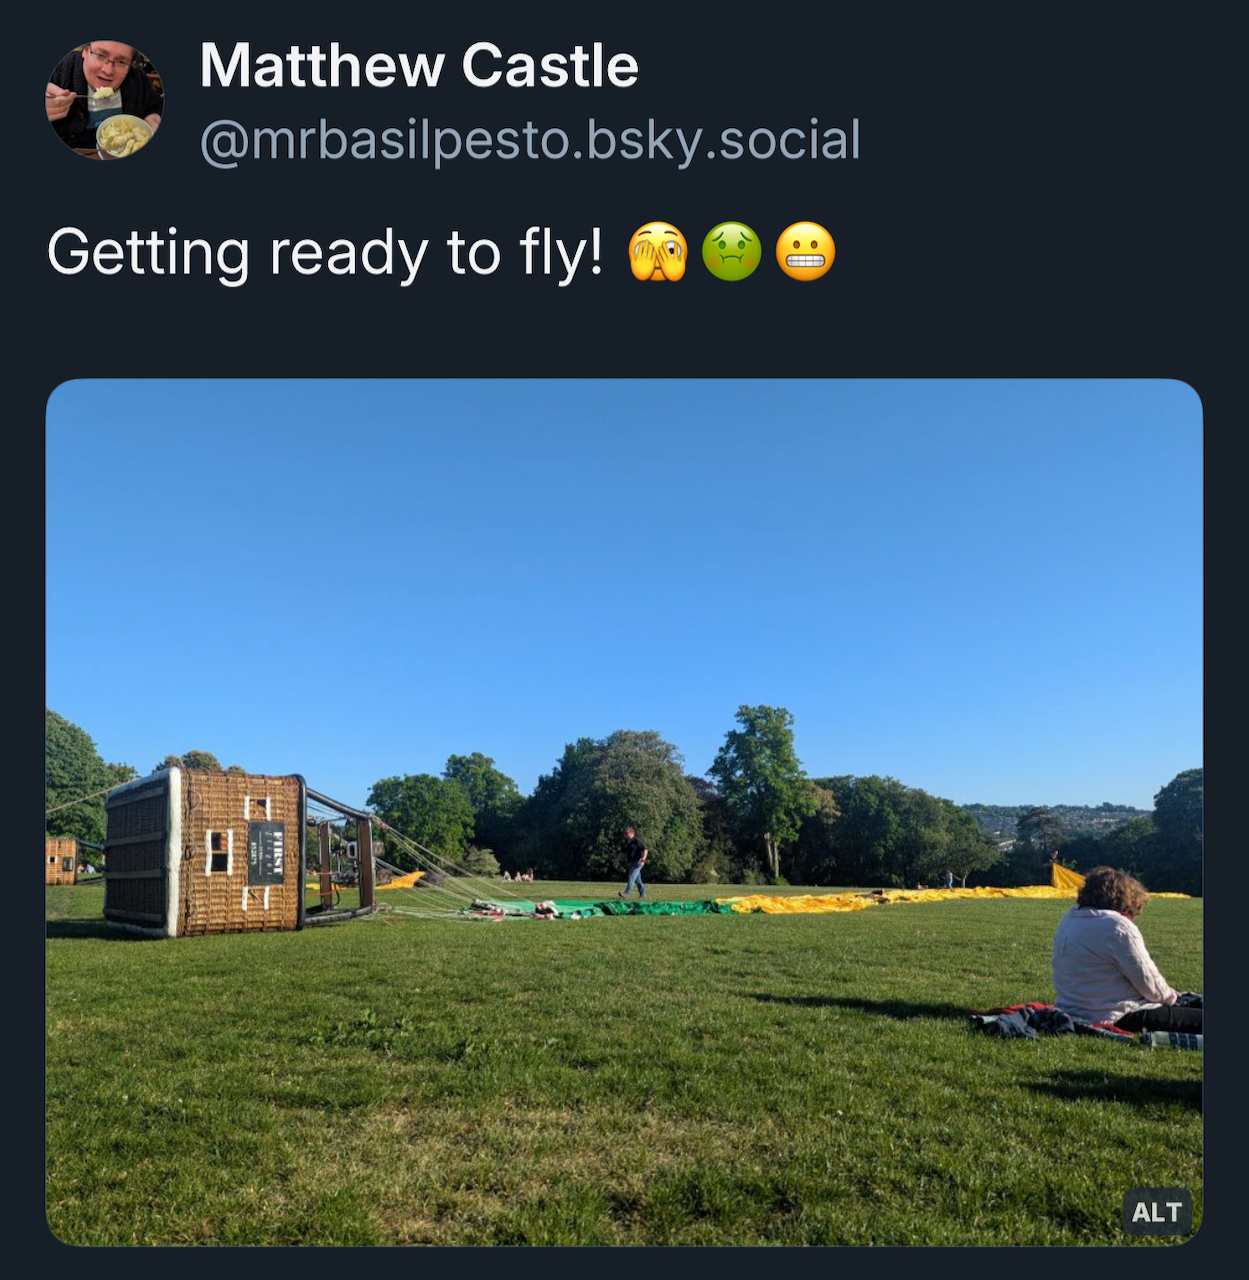 Matthew Castle
@mrbasilpesto.bsky.social
Getting ready to fly! 🫣🤢😬
ALT